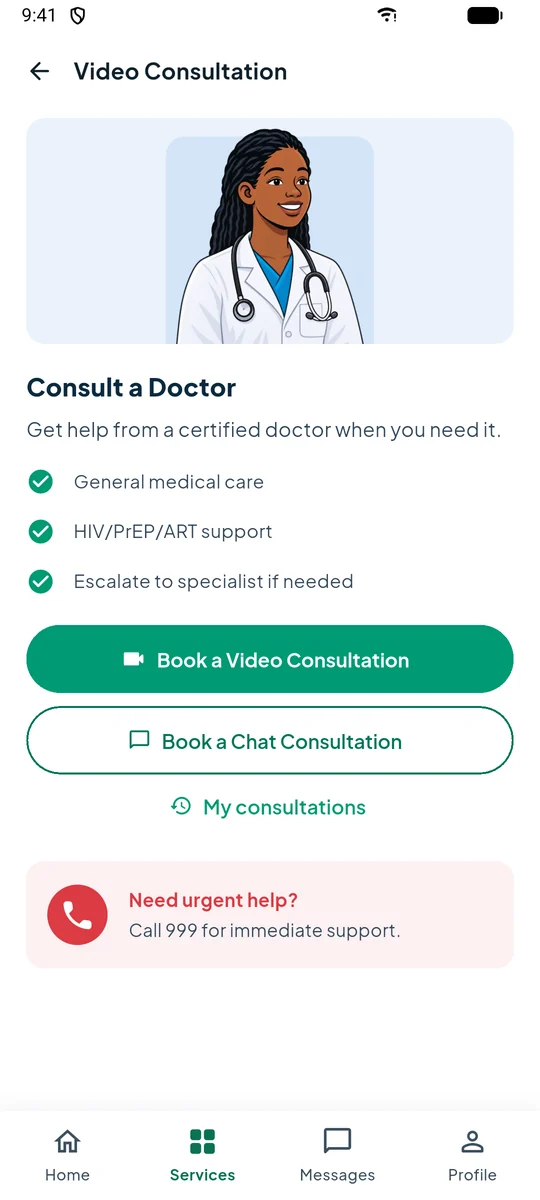 9:41
Video Consultation
Consult a Doctor
Get help from a certified doctor when you need it.
General medical care
HIV/PrEP/ART support
Escalate to specialist if needed
Book a Video Consultation
Book a Chat Consultation
My consultations
Need urgent help?
Call 999 for immediate support.
Home
Services
Messages
Profile